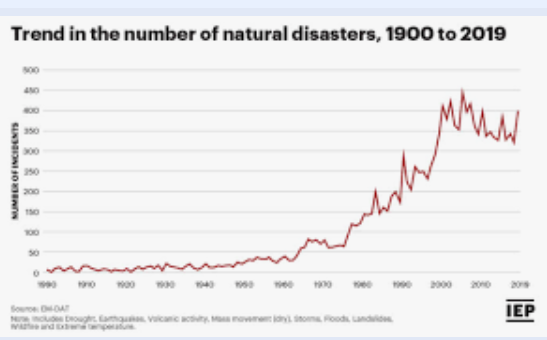 Trend in the number of natural disasters, 1900 to 2019
500
450
400
350
300
250
200
150
100
50
0
NUMBER OF INCIDENTS
1900 1910 1920 1930 1940 1950 1960 1970 1980 1990 2000 2010 2019
Source: EM-DAT
Note: Includes Drought, Earthquakes, Volcanic activity, Mass movement (dry), Storms, Floods, Landslides,
Wildfire and Extreme temperature.
IEP